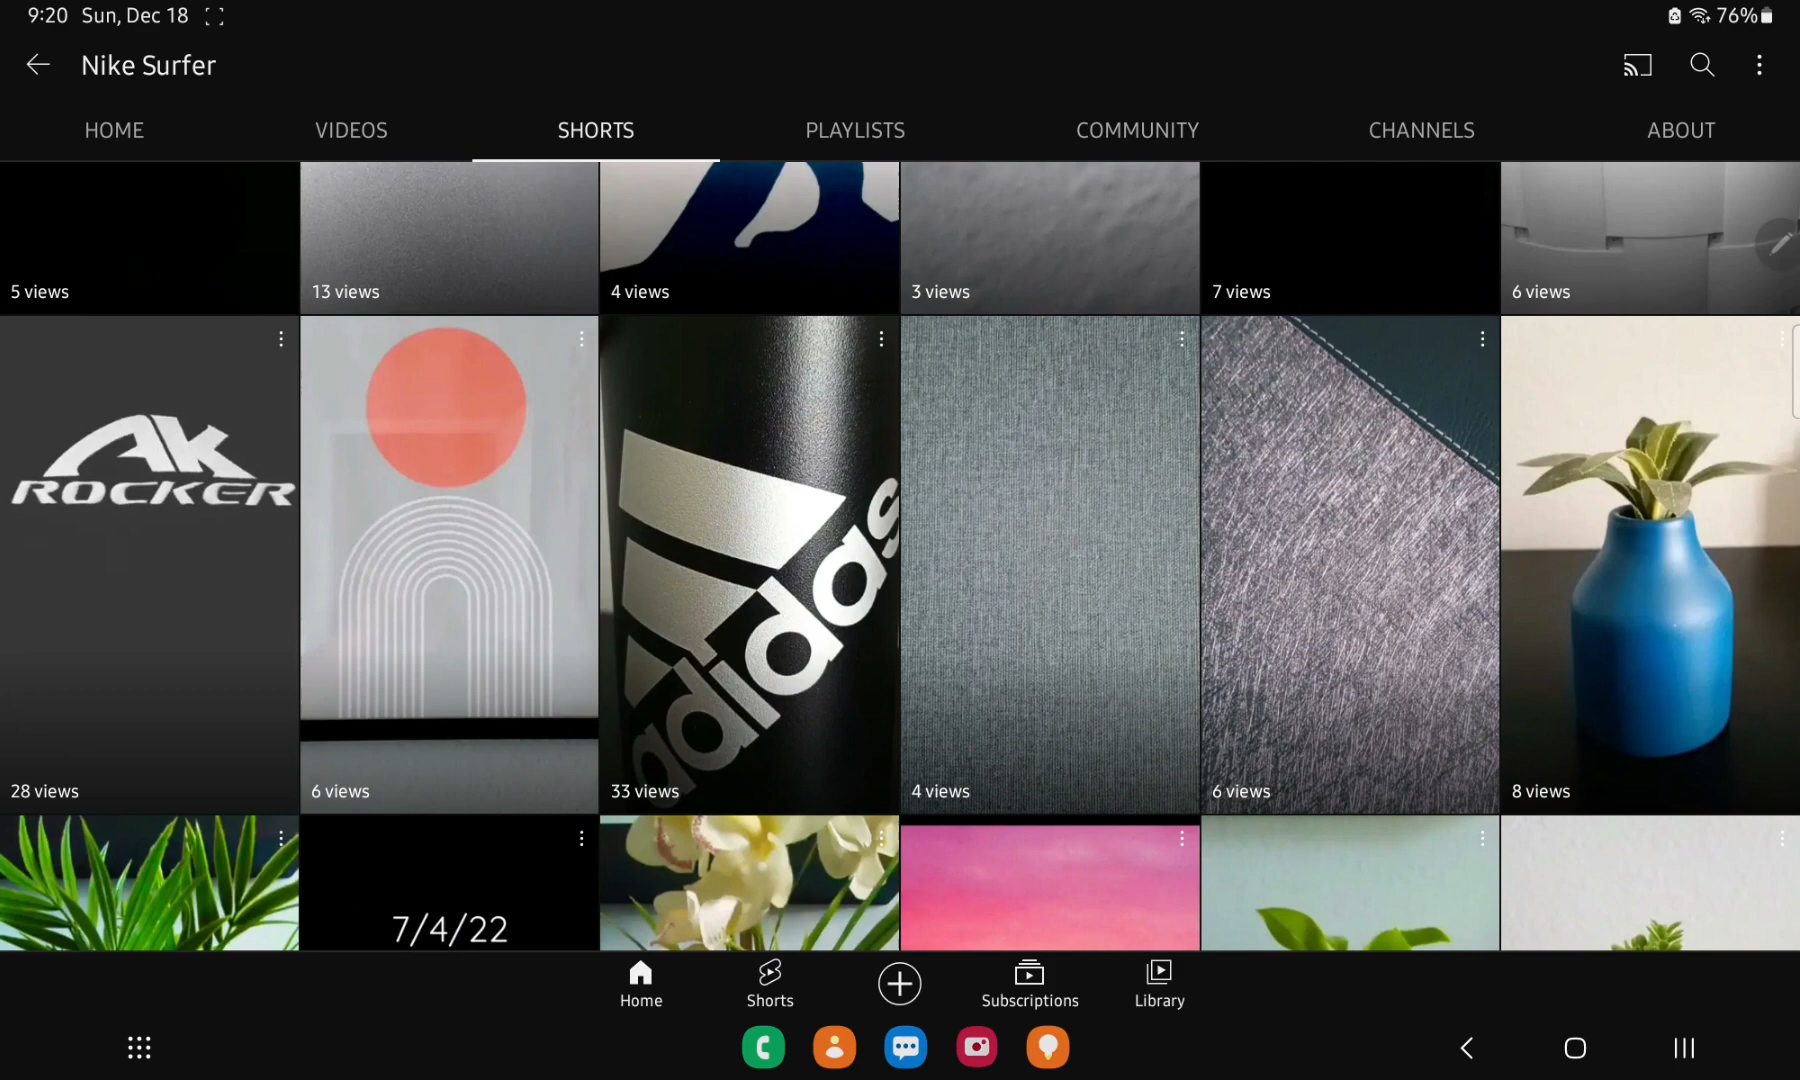 9:20 Sun, Dec 18 76%
Nike Surfer
HOME VIDEOS SHORTS PLAYLISTS COMMUNITY CHANNELS ABOUT
5 views 13 views 4 views 3 views 7 views 6 views
AK
ROCKER
adidas
28 views 6 views 33 views 4 views 6 views 8 views
7/4/22
Home Shorts Subscriptions Library